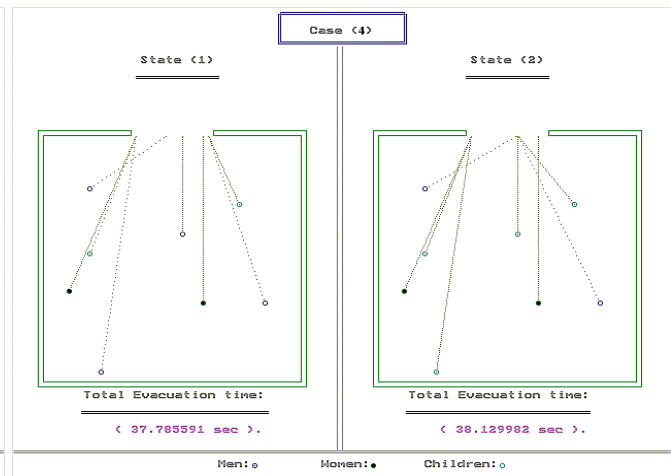 Case (4)
State (1)
State (2)
Total Evacuation time:
Total Evacuation time:
( 37.785591 sec ).
( 38.129982 sec ).
Men: Women: Children: